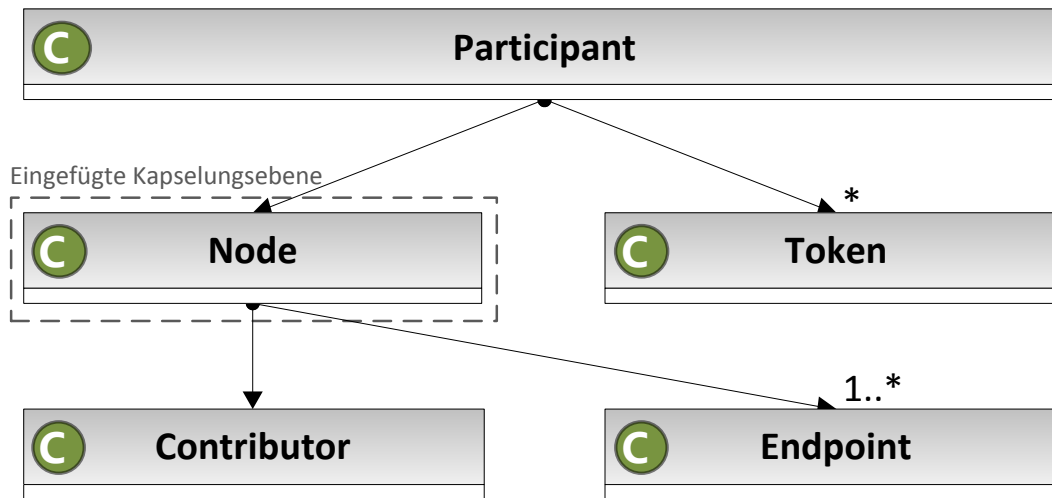 C Participant
Eingefügte Kapselungsebene
*
C Node
C Token
1..*
C Contributor
C Endpoint